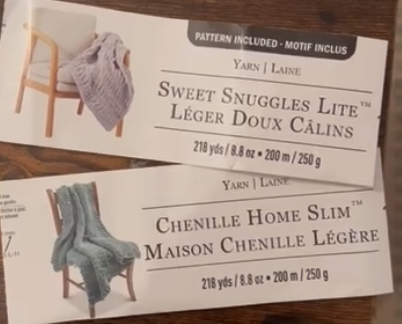 PATTERN INCLUDED • MOTIF INCLUS
YARN | LAINE
SWEET SNUGGLES LITE™
LÉGER DOUX CÂLINS
218 yds / 8.8 oz • 200 m / 250 g
YARN | LAINE
CHENILLE HOME SLIM™
MAISON CHENILLE LÉGÈRE
218 yds / 8.8 oz • 200 m / 250 g